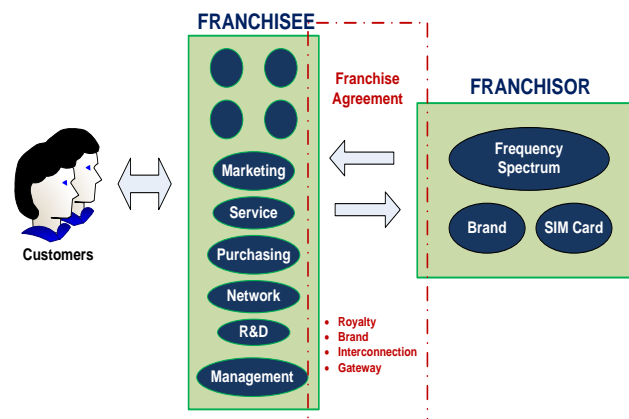 FRANCHISEE
Franchise
Agreement
FRANCHISOR
Frequency
Spectrum
Brand
SIM Card
Customers
Marketing
Service
Purchasing
Network
R&D
Management
• Royalty
• Brand
• Interconnection
• Gateway